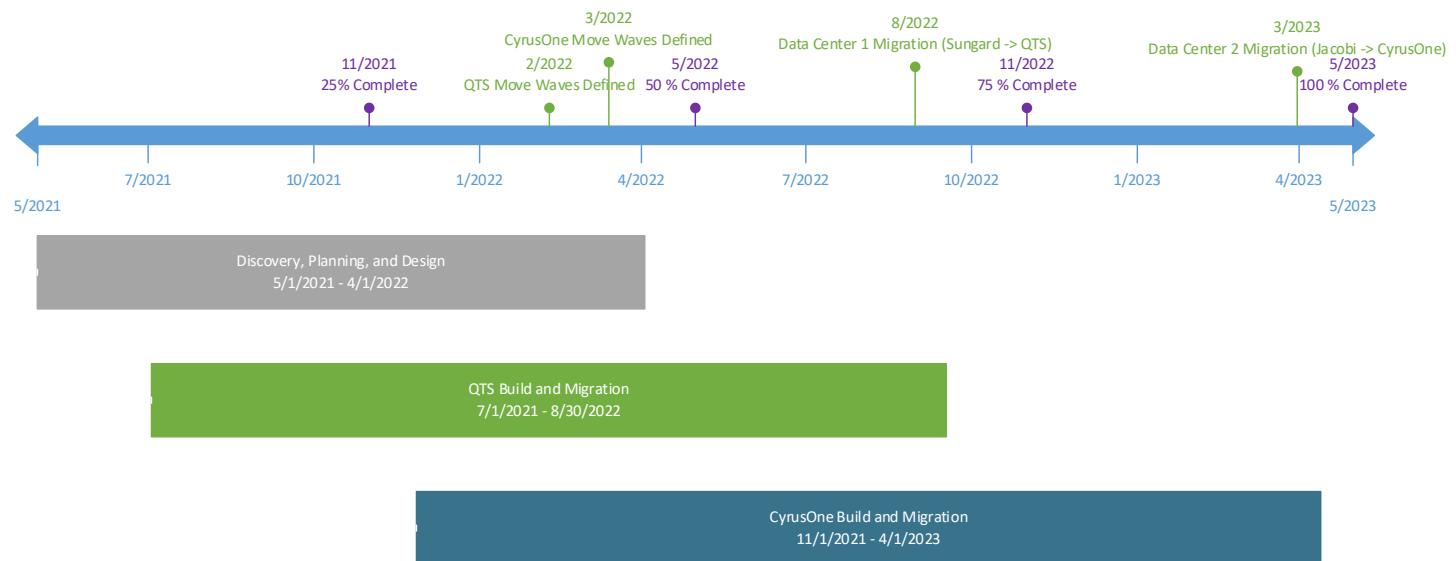 3/2022
CyrusOne Move Waves Defined
8/2022
Data Center 1 Migration (Sungard -> QTS)
3/2023
Data Center 2 Migration (Jacobi -> CyrusOne)
11/2021
25% Complete
2/2022
QTS Move Waves Defined
5/2022
50 % Complete
11/2022
75 % Complete
5/2023
100 % Complete
7/2021
10/2021
1/2022
4/2022
7/2022
10/2022
1/2023
4/2023
5/2021
5/2023
Discovery, Planning, and Design
5/1/2021 - 4/1/2022
QTS Build and Migration
7/1/2021 - 8/30/2022
CyrusOne Build and Migration
11/1/2021 - 4/1/2023